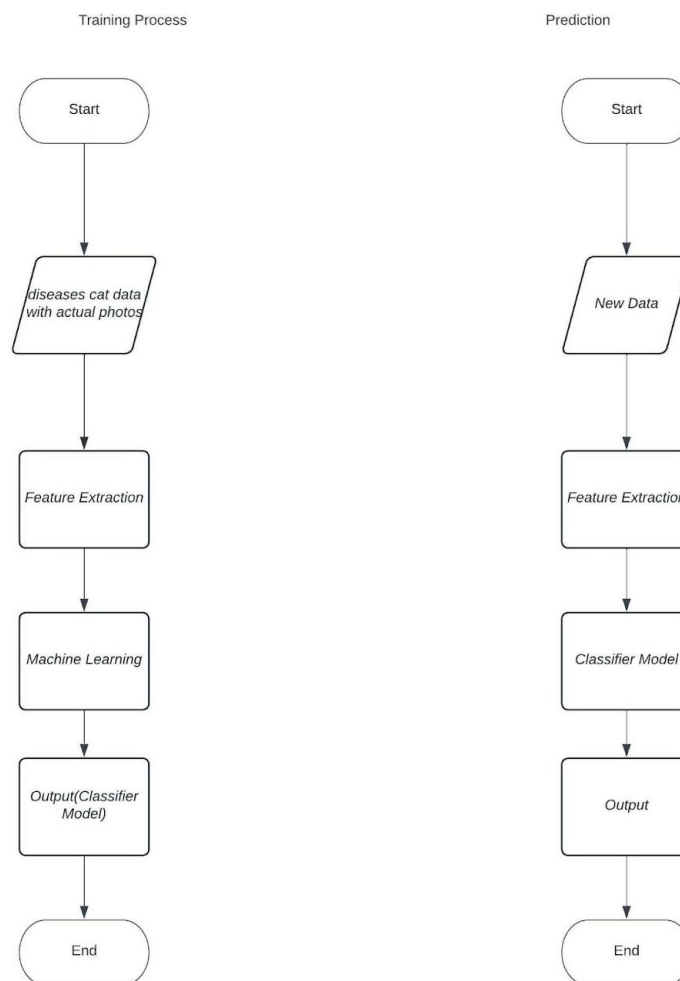 Training Process
Prediction
Start
Start
diseases cat data
with actual photos
New Data
Feature Extraction
Feature Extraction
Machine Learning
Classifier Model
Output(Classifier
Model)
Output
End
End